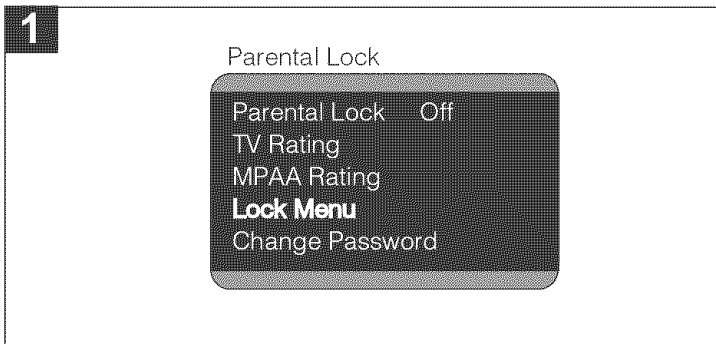 1
Parental Lock
Parental Lock Off
TV Rating
MPAA Rating
Lock Menu
Change Password